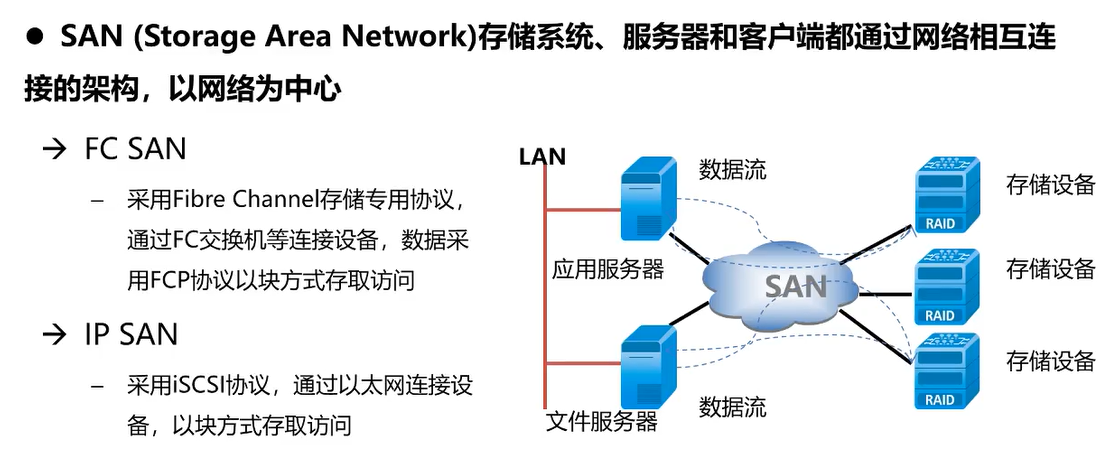 ● SAN (Storage Area Network)存储系统、服务器和客户端都通过网络相互连
接的架构，以网络为中心
→ FC SAN
– 采用Fibre Channel存储专用协议，
通过FC交换机等连接设备，数据采
用FCP协议以块方式存取访问
→ IP SAN
– 采用iSCSI协议，通过以太网连接设
备，以块方式存取访问
LAN
数据流
存储设备
RAID
应用服务器
SAN
存储设备
RAID
存储设备
RAID
数据流
文件服务器